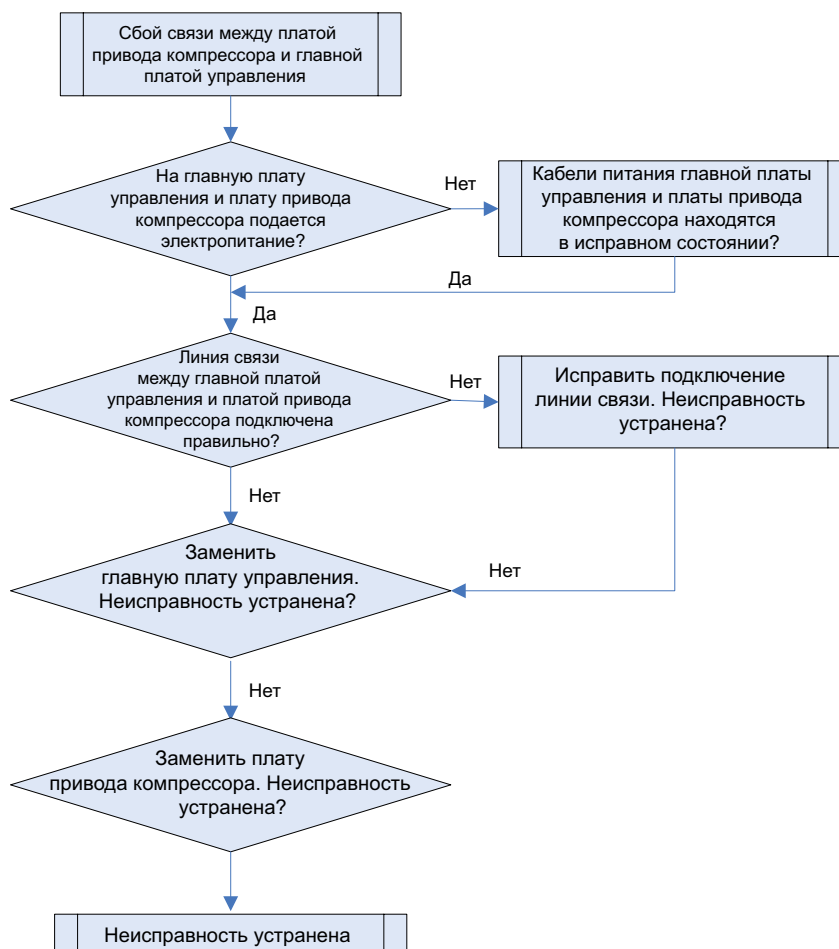 Сбой связи между платой
привода компрессора и главной
платой управления
На главную плату
управления и плату привода
компрессора подается
электропитание?
Нет
Кабели питания главной платы
управления и платы привода
компрессора находятся
в исправном состоянии?
Да
Да
Линия связи
между главной платой
управления и платой привода
компрессора подключена
правильно?
Нет
Исправить подключение
линии связи. Неисправность
устранена?
Нет
Заменить
главную плату управления.
Неисправность устранена?
Нет
Нет
Заменить плату
привода компрессора. Неисправность
устранена?
Неисправность устранена